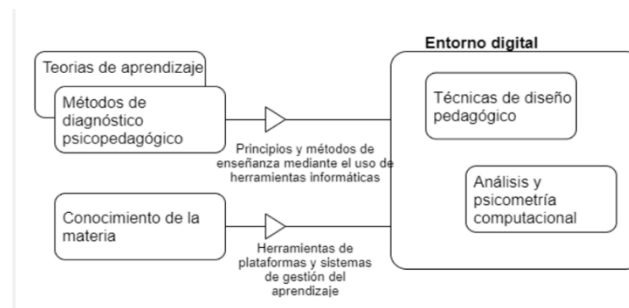 Entorno digital
Teorias de aprendizaje
Métodos de
diagnóstico
psicopedagógico
Técnicas de diseño
pedagógico
Principios y métodos de
enseñanza mediante el uso de
herramientas informáticas
Análisis y
psicometría
computacional
Conocimiento de la
materia
Herramientas de
plataformas y sistemas
de gestión del
aprendizaje